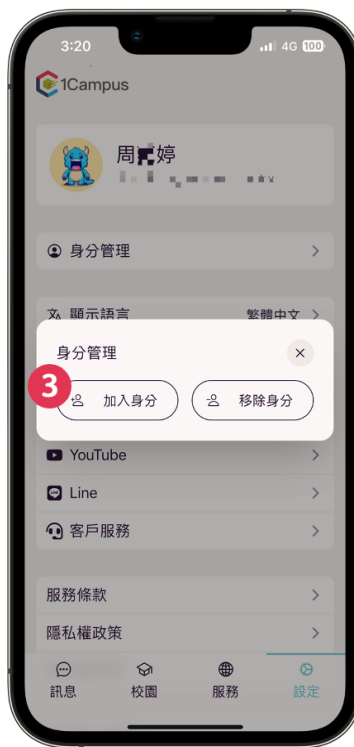 3:20
4G 100
1Campus
周 婷
身分管理
顯示語言 繁體中文
身分管理
3
加入身分 移除身分
YouTube
Line
客戶服務
服務條款
隱私權政策
訊息 校園 服務 設定